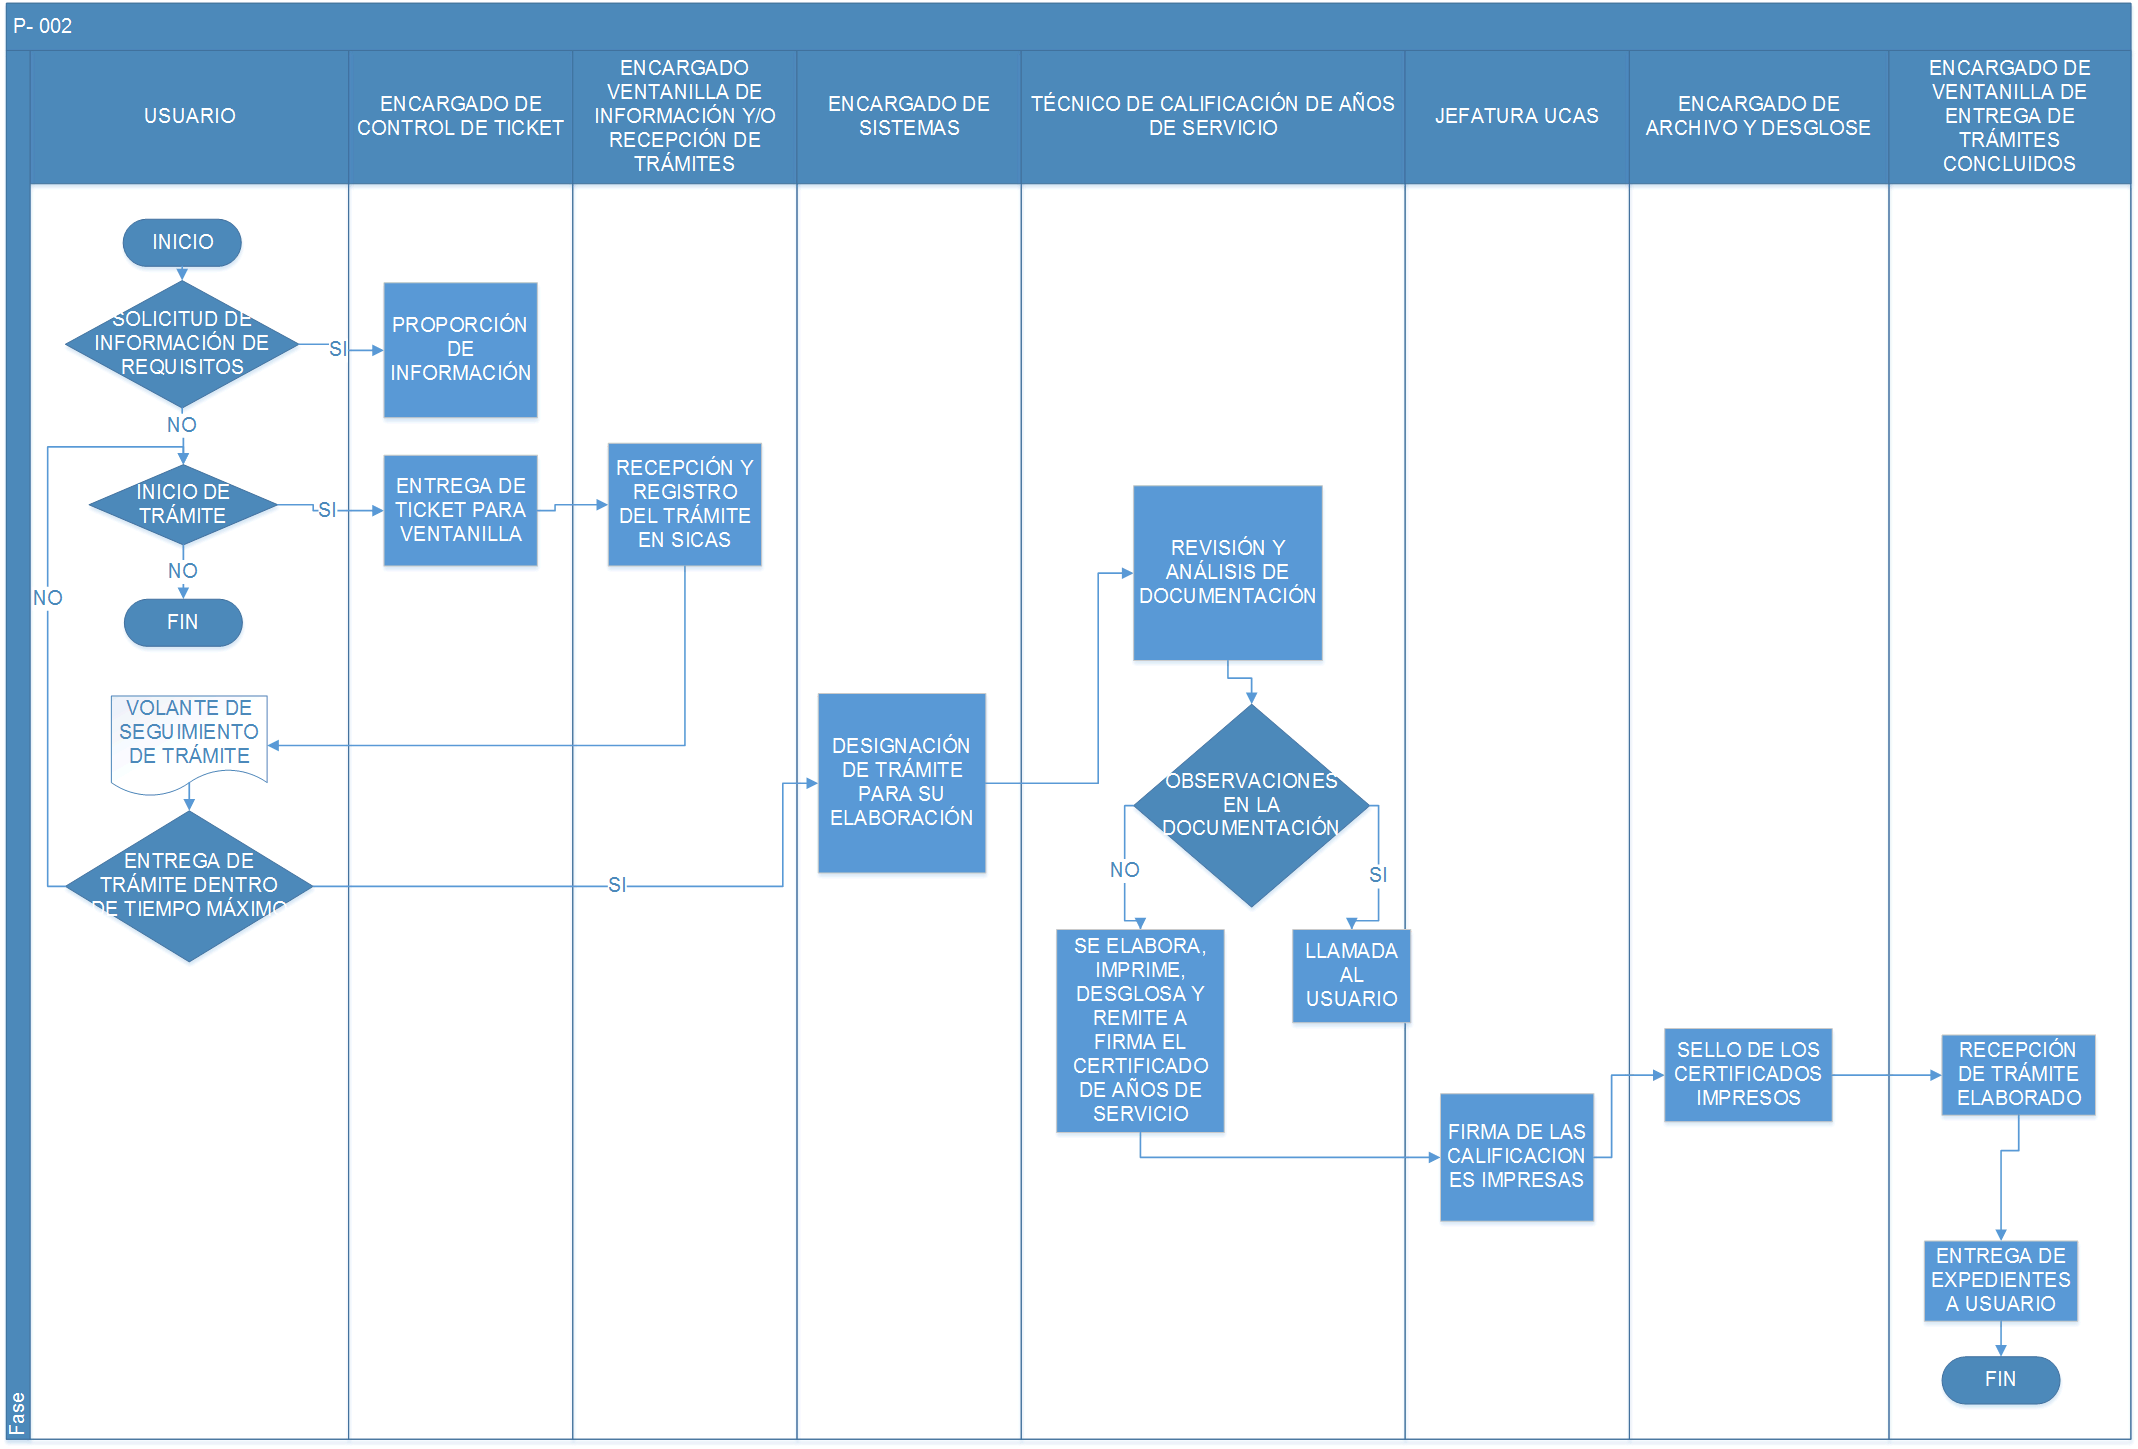 P- 002
USUARIO
ENCARGADO DE
CONTROL DE TICKET
ENCARGADO
VENTANILLA DE
INFORMACIÓN Y/O
RECEPCIÓN DE
TRÁMITES
ENCARGADO DE
SISTEMAS
TÉCNICO DE CALIFICACIÓN DE AÑOS
DE SERVICIO
JEFATURA UCAS
ENCARGADO DE
ARCHIVO Y DESGLOSE
ENCARGADO DE
VENTANILLA DE
ENTREGA DE
TRÁMITES
CONCLUIDOS
Fase
INICIO
SOLICITUD DE
INFORMACIÓN DE
REQUISITOS
SI
PROPORCIÓN
DE
INFORMACIÓN
NO
INICIO DE
TRÁMITE
SI
ENTREGA DE
TICKET PARA
VENTANILLA
RECEPCIÓN Y
REGISTRO
DEL TRÁMITE
EN SICAS
NO
FIN
NO
VOLANTE DE
SEGUIMIENTO
DE TRÁMITE
ENTREGA DE
TRÁMITE DENTRO
DE TIEMPO MÁXIMO
SI
DESIGNACIÓN
DE TRÁMITE
PARA SU
ELABORACIÓN
REVISIÓN Y
ANÁLISIS DE
DOCUMENTACIÓN
OBSERVACIONES
EN LA
DOCUMENTACIÓN
NO
SI
SE ELABORA,
IMPRIME,
DESGLOSA Y
REMITE A
FIRMA EL
CERTIFICADO
DE AÑOS DE
SERVICIO
LLAMADA
AL
USUARIO
FIRMA DE LAS
CALIFICACION
ES IMPRESAS
SELLO DE LOS
CERTIFICADOS
IMPRESOS
RECEPCIÓN
DE TRÁMITE
ELABORADO
ENTREGA DE
EXPEDIENTES
A USUARIO
FIN